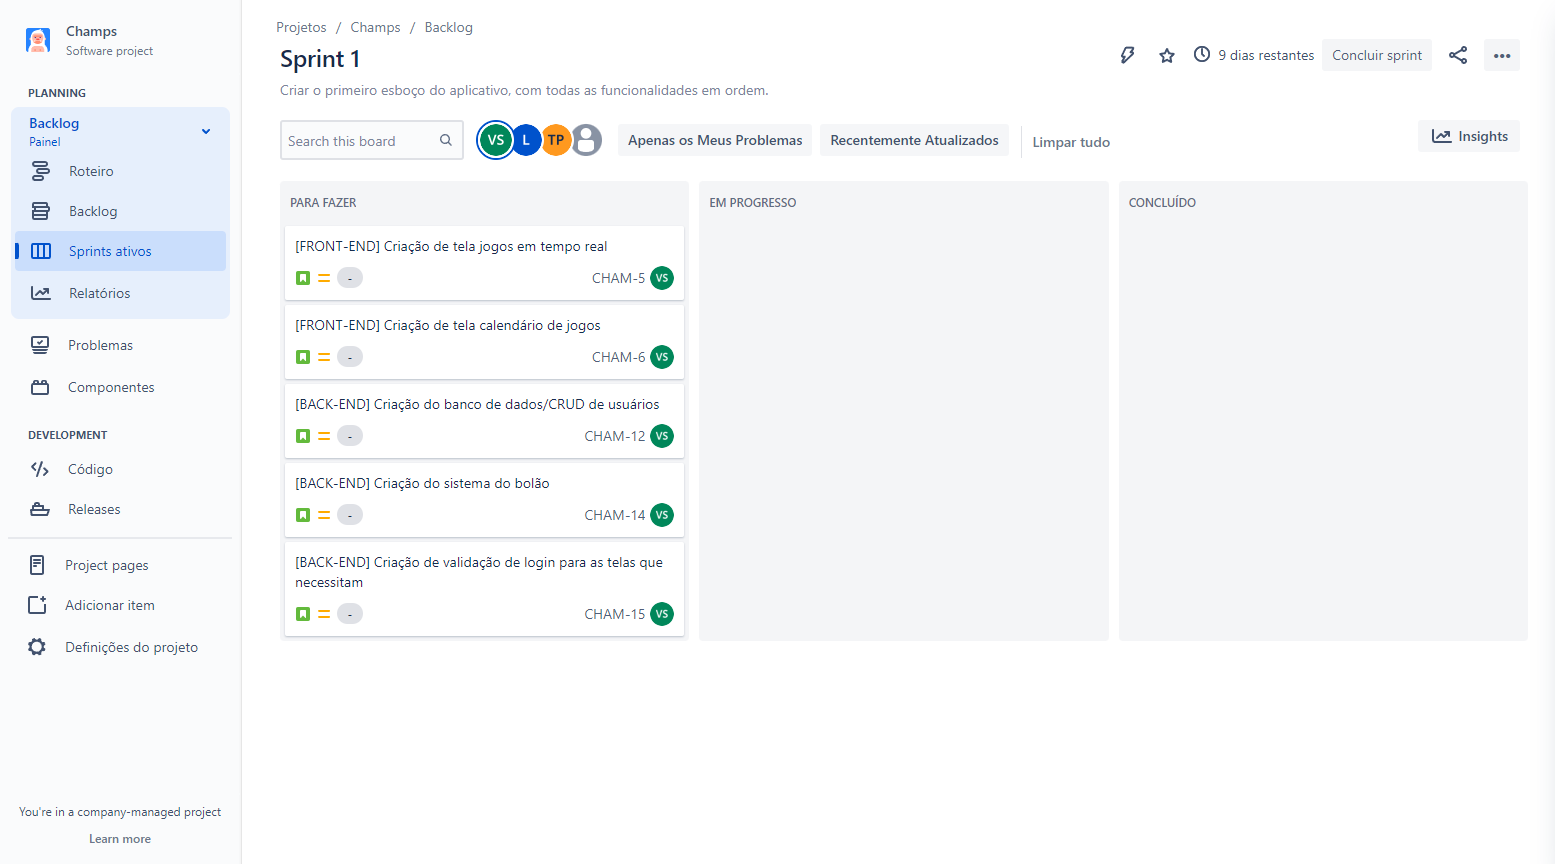 Champs
Software project
PLANNING
Backlog
Painel
Roteiro
Backlog
Sprints ativos
Relatórios
Problemas
Componentes
DEVELOPMENT
Código
Releases
Project pages
Adicionar item
Definições do projeto
You're in a company-managed project
Learn more
Projetos / Champs / Backlog
Sprint 1
9 dias restantes
Concluir sprint
Criar o primeiro esboço do aplicativo, com todas as funcionalidades em ordem.
Search this board
VS L TP
Apenas os Meus Problemas
Recentemente Atualizados
Limpar tudo
Insights
PARA FAZER
[FRONT-END] Criação de tela jogos em tempo real
- CHAM-5 VS
[FRONT-END] Criação de tela calendário de jogos
- CHAM-6 VS
[BACK-END] Criação do banco de dados/CRUD de usuários
- CHAM-12 VS
[BACK-END] Criação do sistema do bolão
- CHAM-14 VS
[BACK-END] Criação de validação de login para as telas que
necessitam
- CHAM-15 VS
EM PROGRESSO
CONCLUÍDO